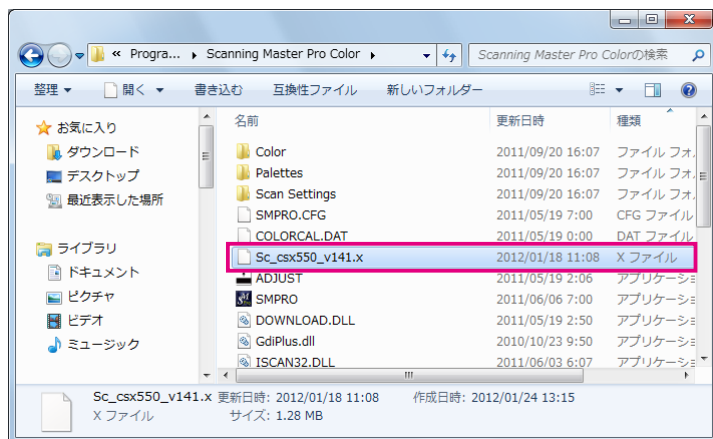 « Progra... ▸ Scanning Master Pro Color ▸
Scanning Master Pro Colorの検索
整理 ▼ 開く ▼ 書き込む 互換性ファイル 新しいフォルダー
お気に入り
ダウンロード
デスクトップ
最近表示した場所
ライブラリ
ドキュメント
ピクチャ
ビデオ
ミュージック
名前 更新日時 種類
Color 2011/09/20 16:07 ファイル フォ.
Palettes 2011/09/20 16:07 ファイル フォ.
Scan Settings 2011/09/20 16:07 ファイル フォ.
SMPRO.CFG 2011/05/19 7:00 CFG ファイル
COLORCAL.DAT 2011/05/19 0:00 DAT ファイル
Sc_csx550_v141.x 2012/01/18 11:08 X ファイル
ADJUST 2011/05/19 2:06 アプリケーショ
SMPRO 2011/06/06 7:00 アプリケーショ
DOWNLOAD.DLL 2011/05/19 2:50 アプリケーショ
GdiPlus.dll 2010/10/23 9:50 アプリケーショ
ISCAN32.DLL 2011/06/03 6:07 アプリケーショ
Sc_csx550_v141.x 更新日時: 2012/01/18 11:08 作成日時: 2012/01/24 13:15
X ファイル サイズ: 1.28 MB